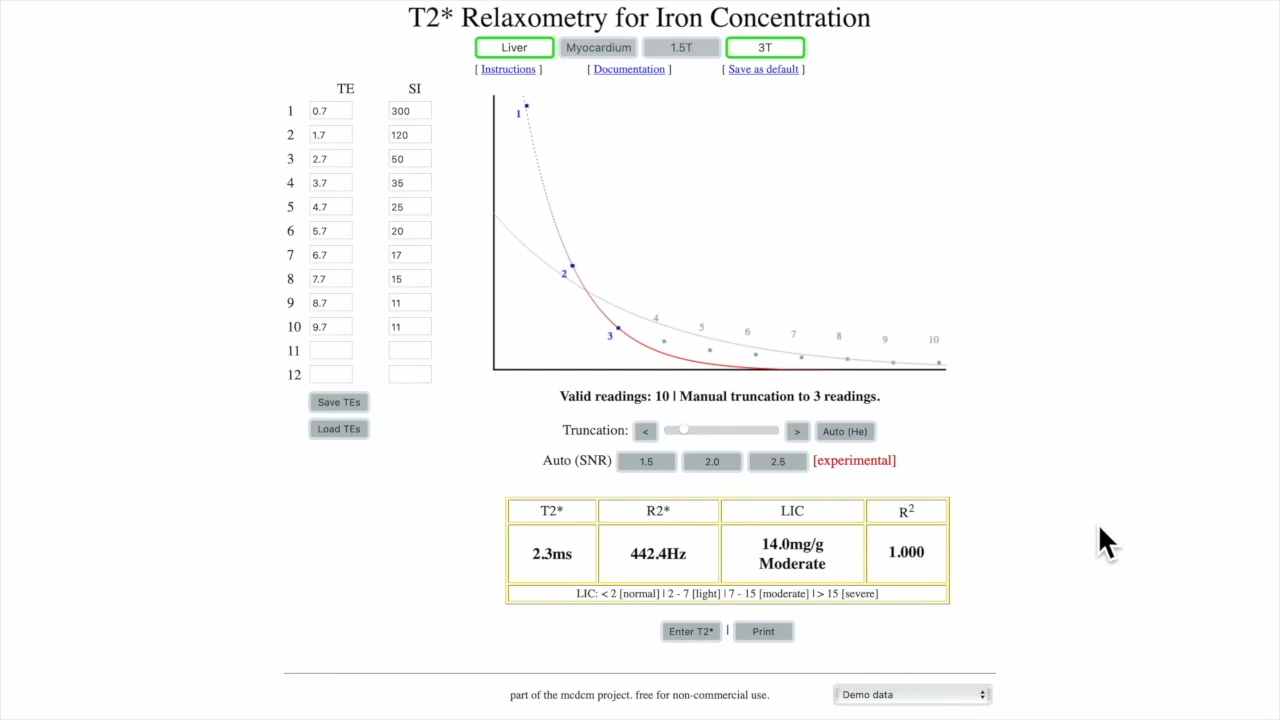 T2* Relaxometry for Iron Concentration
Liver Myocardium 1.5T 3T
[ Instructions ] [ Documentation ] [ Save as default ]
TE SI
1 0.7 300
2 1.7 120
3 2.7 50
4 3.7 35
5 4.7 25
6 5.7 20
7 6.7 17
8 7.7 15
9 8.7 11
10 9.7 11
11
12
Save TEs
Load TEs
1
2
3
4
5
6
7
8
9
10
Valid readings: 10 | Manual truncation to 3 readings.
Truncation: < > Auto (He)
Auto (SNR) 1.5 2.0 2.5 [experimental]
T2* R2* LIC R2
2.3ms 442.4Hz 14.0mg/g Moderate 1.000
LIC: < 2 [normal] | 2 - 7 [light] | 7 - 15 [moderate] | > 15 [severe]
Enter T2* | Print
part of the mcdcm project. free for non-commercial use.
Demo data